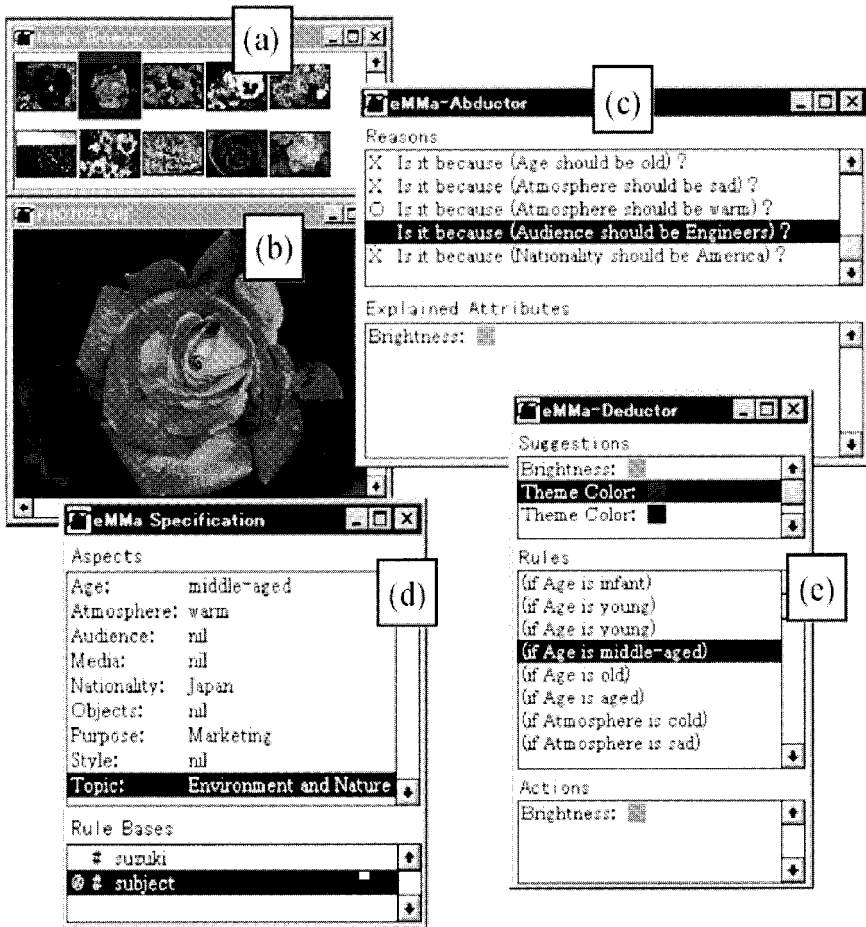 (a)
(c)
eMMa-Abductor
Reasons
X Is it because (Age should be old) ?
X Is it because (Atmosphere should be sad) ?
O Is it because (Atmosphere should be warm) ?
Is it because (Audience should be Engineers) ?
X Is it because (Nationality should be America) ?
Explained Attributes
Brightness:
(b)
eMMa-Deductor
Suggestions
Brightness:
Theme Color:
Theme Color:
Rules
(if Age is infant)
(if Age is young)
(if Age is young)
(if Age is middle-aged)
(if Age is old)
(if Age is aged)
(if Atmosphere is cold)
(if Atmosphere is sad)
Actions
Brightness:
(e)
eMMa Specification
Aspects
Age: middle-aged
Atmosphere: warm
Audience: nil
Media: nil
Nationality: Japan
Objects: nil
Purpose: Marketing
Style: nil
Topic: Environment and Nature
(d)
Rule Bases
# suzuki
@ # subject